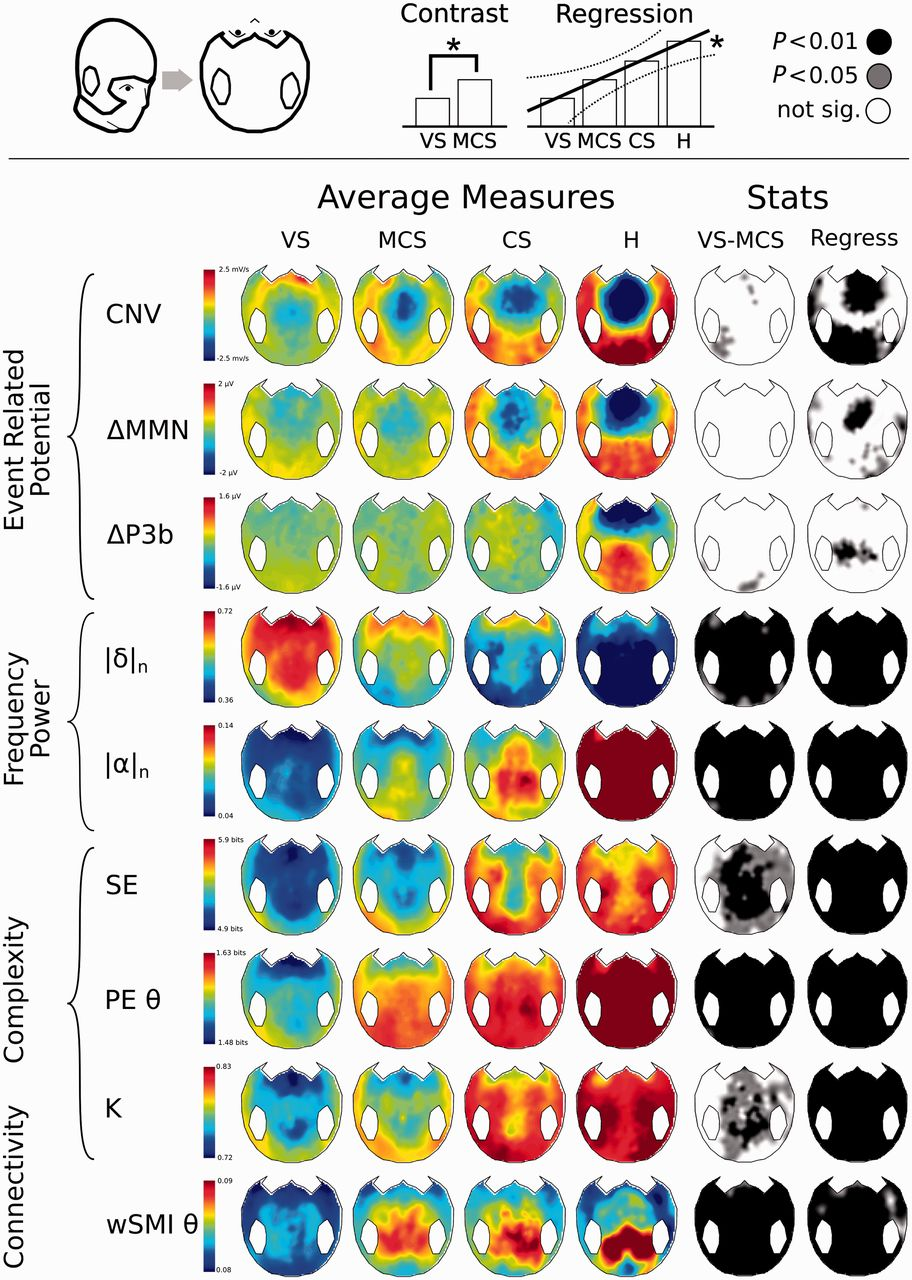 Contrast
Regression
*
*
VS MCS
VS MCS CS H
P<0.01
P<0.05
not sig.
Average Measures
Stats
VS MCS CS H VS-MCS Regress
Event Related
Potential
2.5 mV/s
CNV
-2.5 mv/s
2 µV
ΔMMN
-2 µV
1.6 µV
ΔP3b
-1.6 µV
Frequency
Power
0.72
|δ|n
0.36
0.14
|α|n
0.04
Complexity
5.9 bits
SE
4.9 bits
1.63 bits
PE θ
1.48 bits
0.83
K
0.72
Connectivity
0.09
wSMI θ
0.08